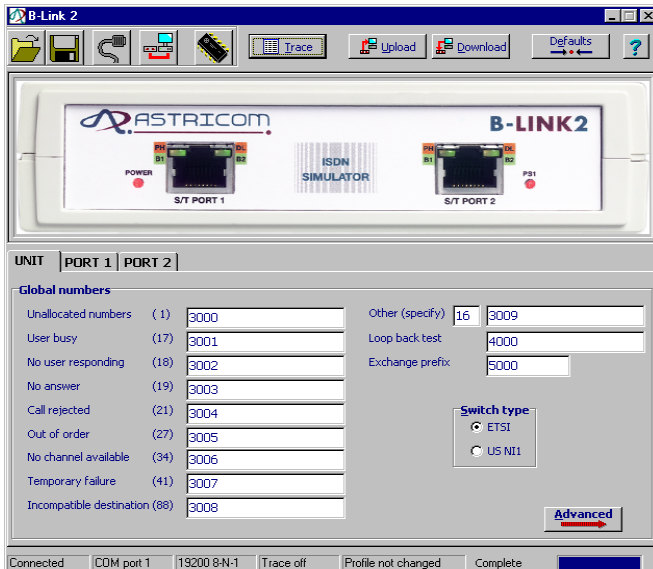 B-Link 2
Trace
Upload
Download
Defaults
?
ASTRICOM
B-LINK2
PH
DL
B1
B2
POWER
S/T PORT 1
ISDN
SIMULATOR
PH
DL
B1
B2
PS1
S/T PORT 2
UNIT
PORT 1
PORT 2
Global numbers
Unallocated numbers ( 1) 3000
User busy (17) 3001
No user responding (18) 3002
No answer (19) 3003
Call rejected (21) 3004
Out of order (27) 3005
No channel available (34) 3006
Temporary failure (41) 3007
Incompatible destination (88) 3008
Other (specify) 16 3009
Loop back test 4000
Exchange prefix 5000
Switch type
ETSI
US NI1
Advanced
Connected
COM port 1
19200 8-N-1
Trace off
Profile not changed
Complete